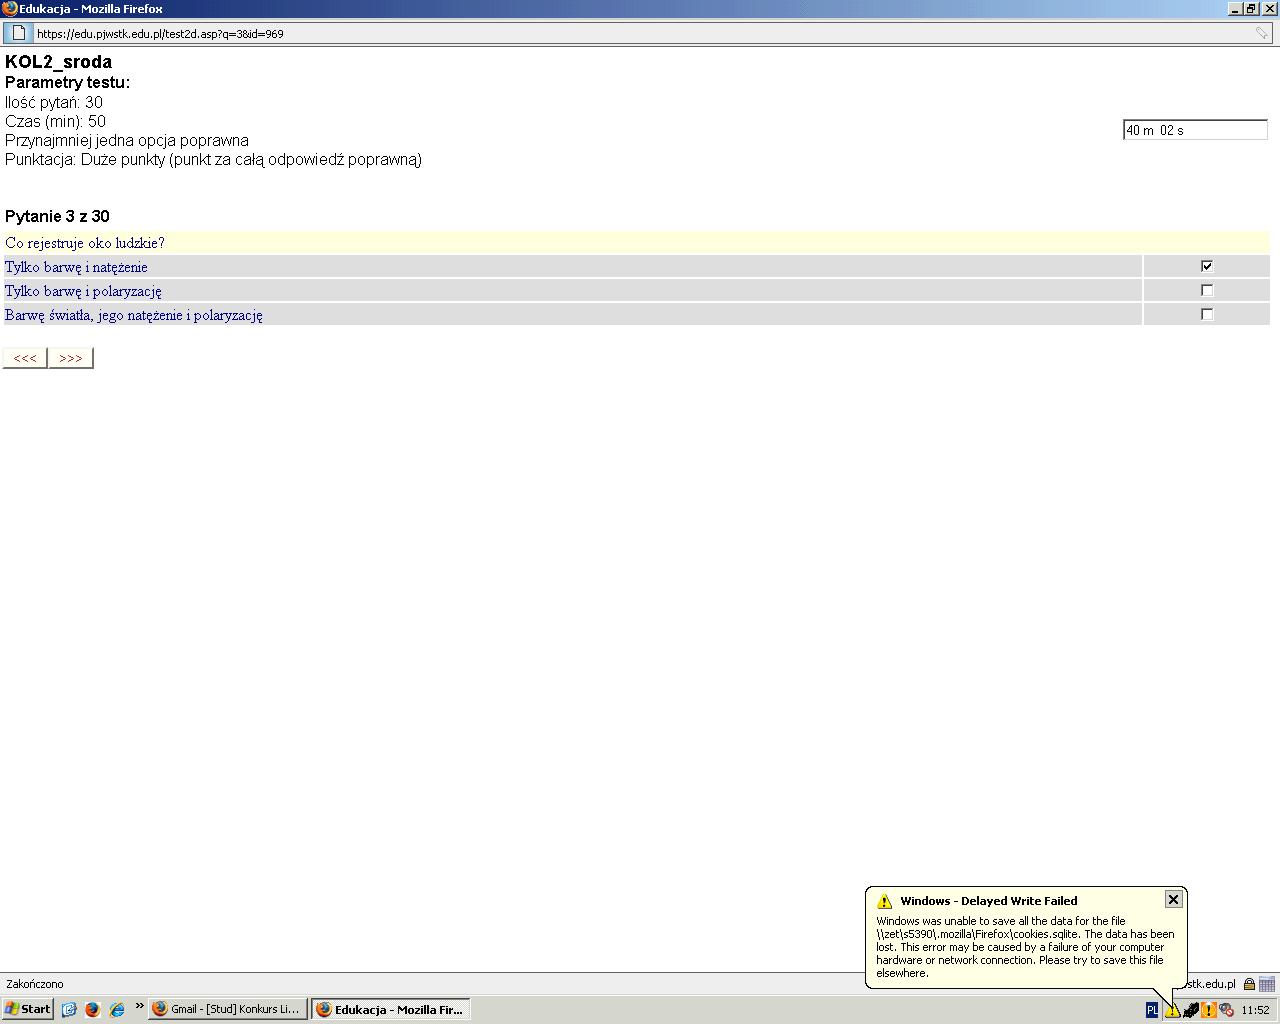 Edukacja - Mozilla Firefox
https://edu.pjwstk.edu.pl/test2d.asp?q=3&id=969
KOL2_sroda
Parametry testu:
Ilość pytań: 30
Czas (min): 50
Przynajmniej jedna opcja poprawna
Punktacja: Duże punkty (punkt za całą odpowiedź poprawną)
40 m 02 s
Pytanie 3 z 30
Co rejestruje oko ludzkie?
Tylko barwę i natężenie
Tylko barwę i polaryzację
Barwę światła, jego natężenie i polaryzację
<<< >>>
Windows - Delayed Write Failed
Windows was unable to save all the data for the file
\\zet\s5390\.mozilla\Firefox\cookies.sqlite. The data has been
lost. This error may be caused by a failure of your computer
hardware or network connection. Please try to save this file
elsewhere.
Zakończono
wstk.edu.pl
Start » Gmail - [Stud] Konkurs Li... Edukacja - Mozilla Fir... PL 11:52